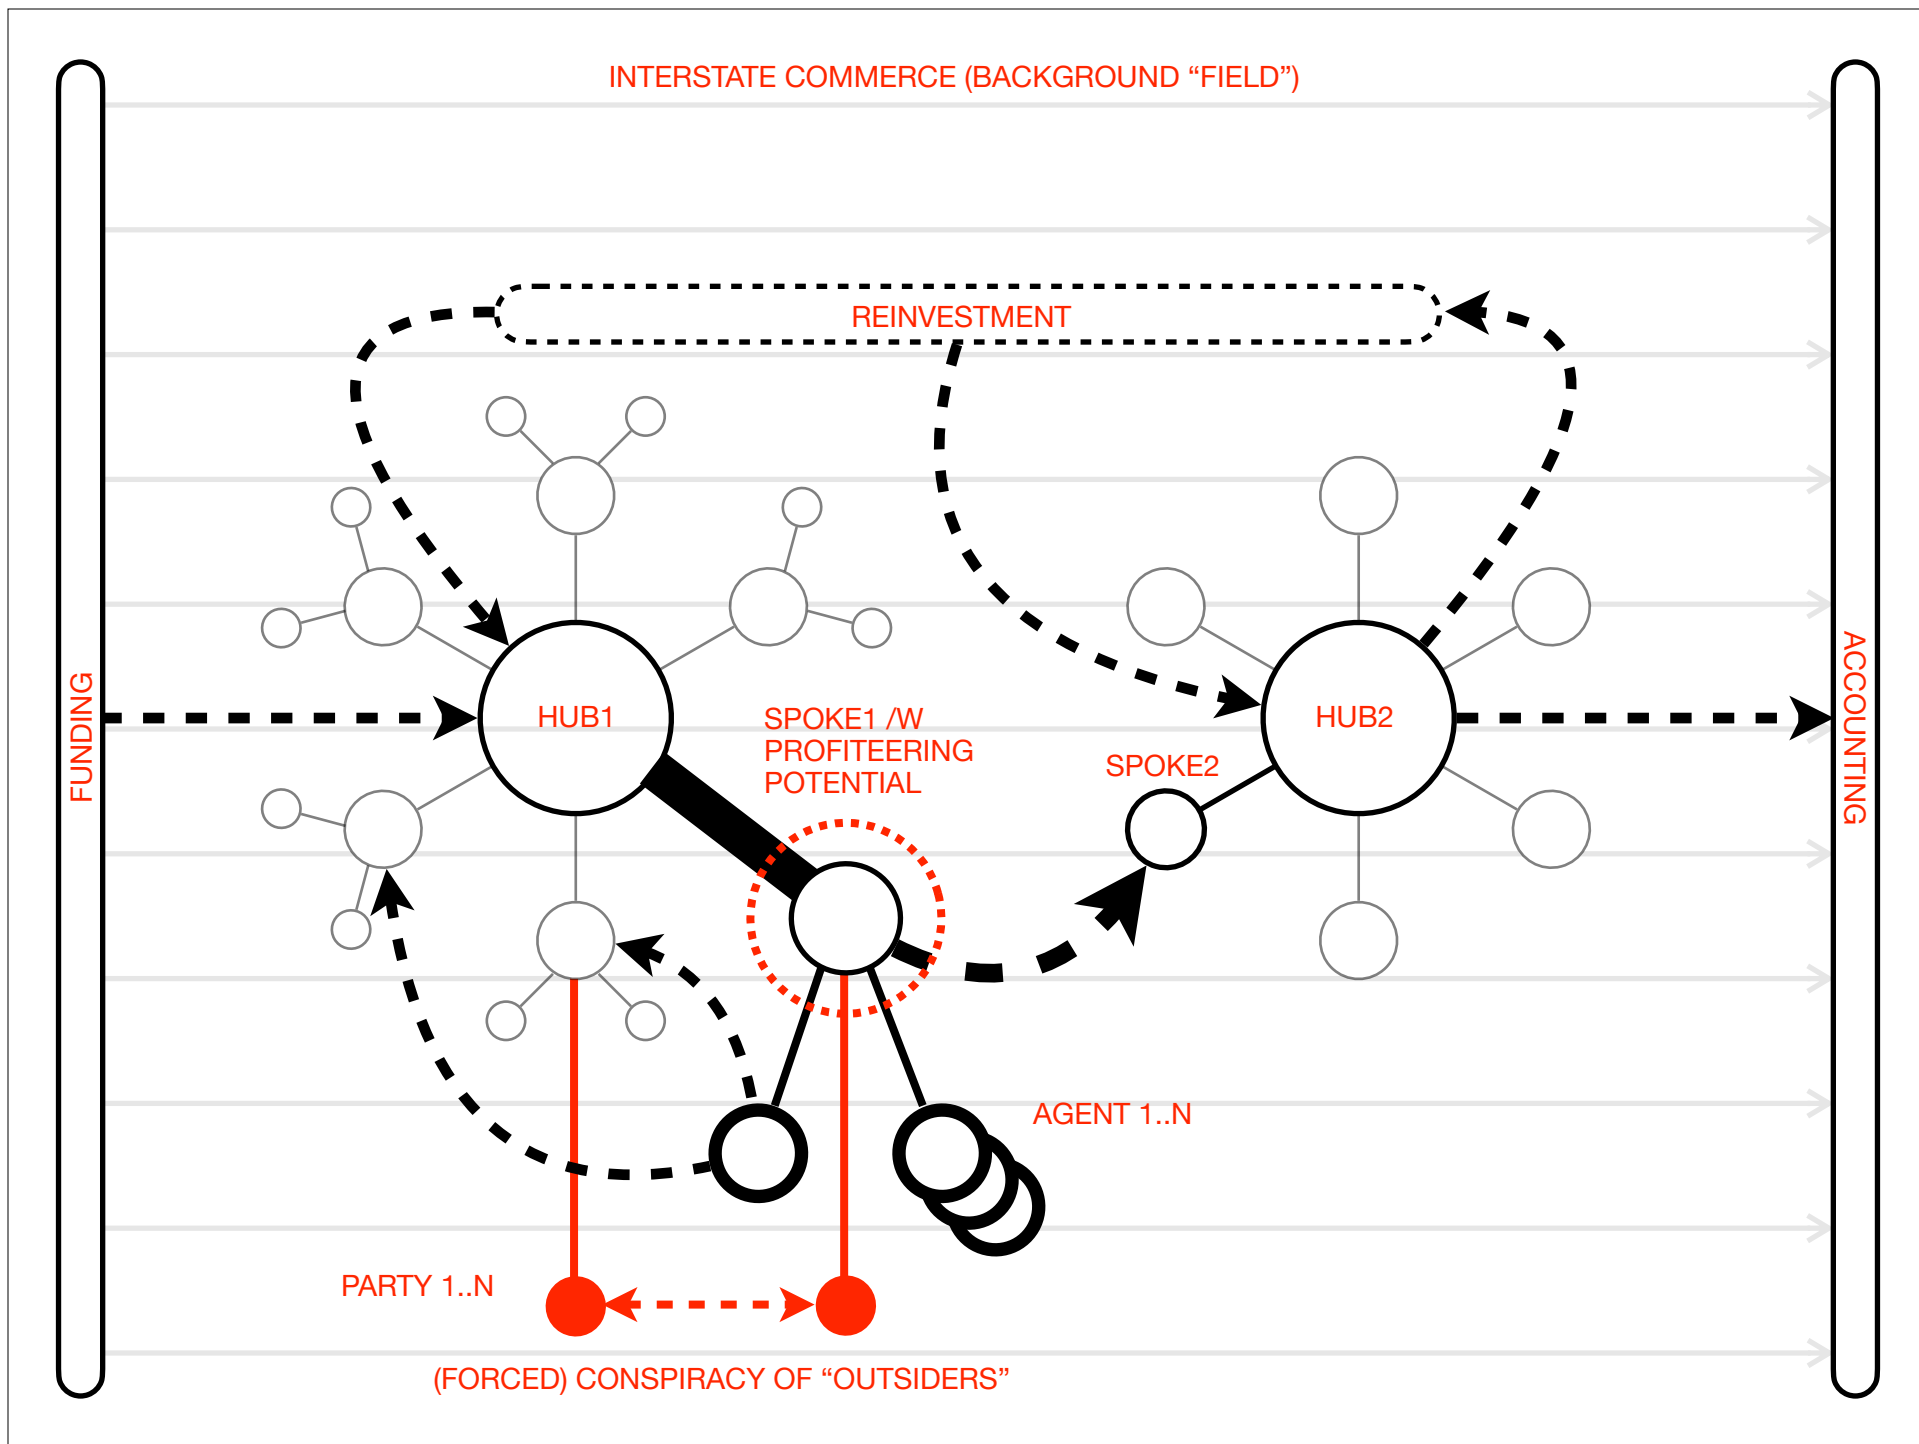 INTERSTATE COMMERCE (BACKGROUND “FIELD”)
REINVESTMENT
FUNDING
HUB1
SPOKE1 /W
PROFITEERING
POTENTIAL
SPOKE2
HUB2
ACCOUNTING
AGENT 1..N
PARTY 1..N
(FORCED) CONSPIRACY OF “OUTSIDERS”